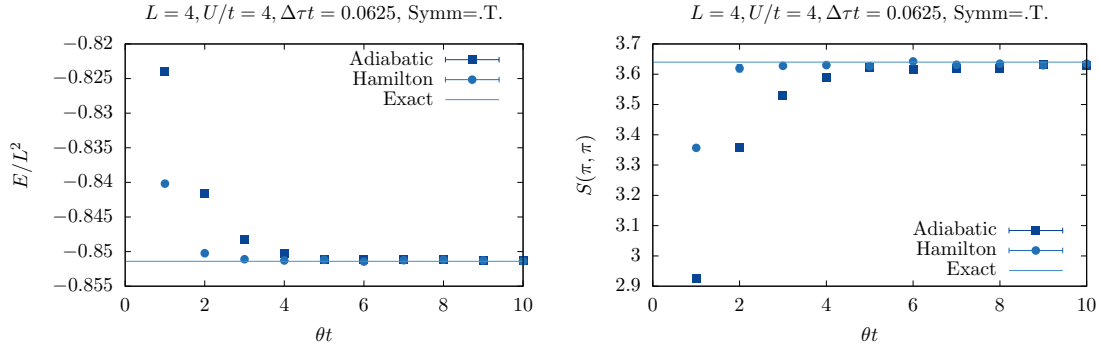 L = 4, U/t = 4, Δτt = 0.0625, Symm=.T.
−0.82
−0.825
−0.83
−0.835
−0.84
−0.845
−0.85
−0.855
E/L²
Adiabatic
Hamilton
Exact
0 2 4 6 8 10
θt
L = 4, U/t = 4, Δτt = 0.0625, Symm=.T.
3.7
3.6
3.5
3.4
3.3
3.2
3.1
3
2.9
S(π, π)
Adiabatic
Hamilton
Exact
0 2 4 6 8 10
θt